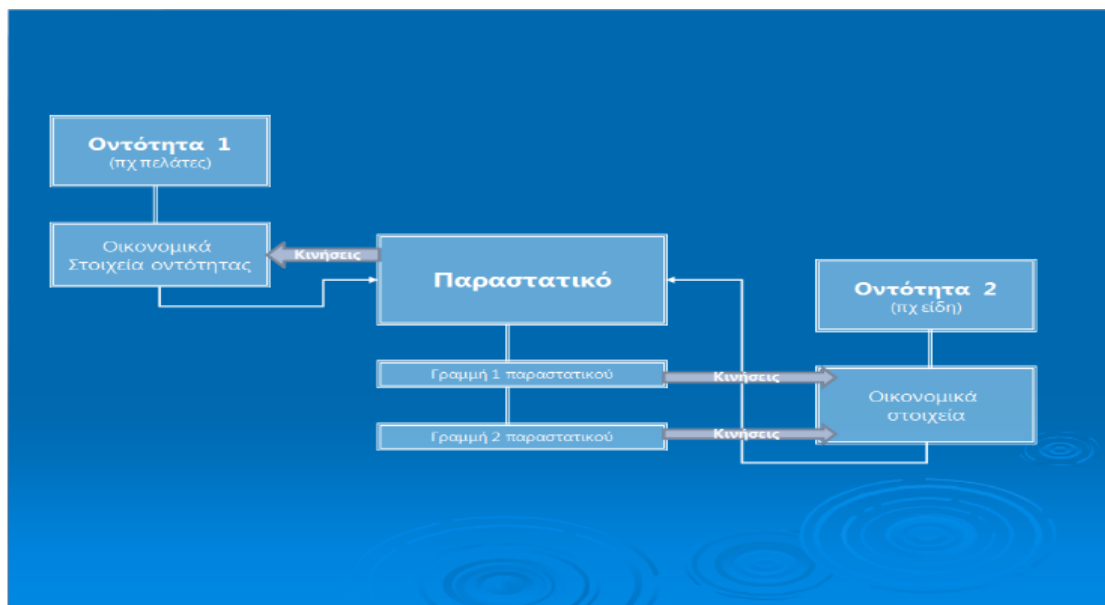 Οντότητα 1
(πχ πελάτες)
Οικονομικά
Στοιχεία οντότητας
Κινήσεις
Παραστατικό
Οντότητα 2
(πχ είδη)
Γραμμή 1 παραστατικού
Κινήσεις
Οικονομικά
στοιχεία
Γραμμή 2 παραστατικού
Κινήσεις